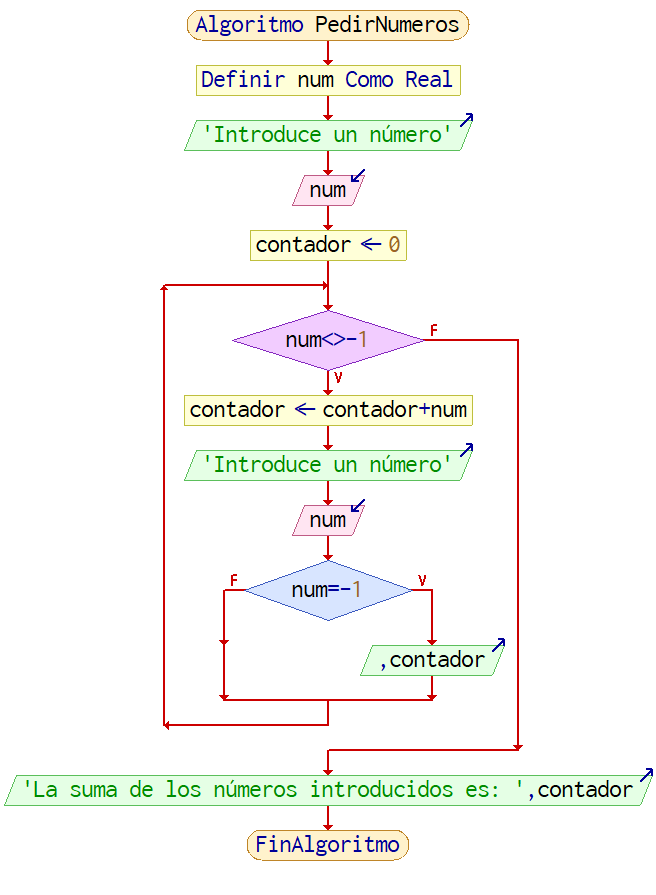 Algoritmo PedirNumeros
Definir num Como Real
'Introduce un número'
num
contador ← 0
num<>-1
F
V
contador ← contador+num
'Introduce un número'
num
num=-1
F
V
,contador
'La suma de los números introducidos es: ',contador
FinAlgoritmo